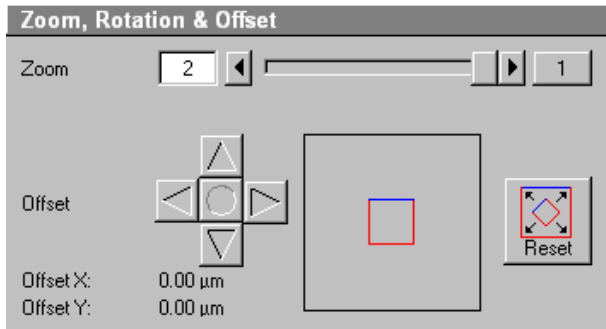 Zoom, Rotation & Offset
Zoom 2 1
Offset
Reset
Offset X: 0.00 µm
Offset Y: 0.00 µm